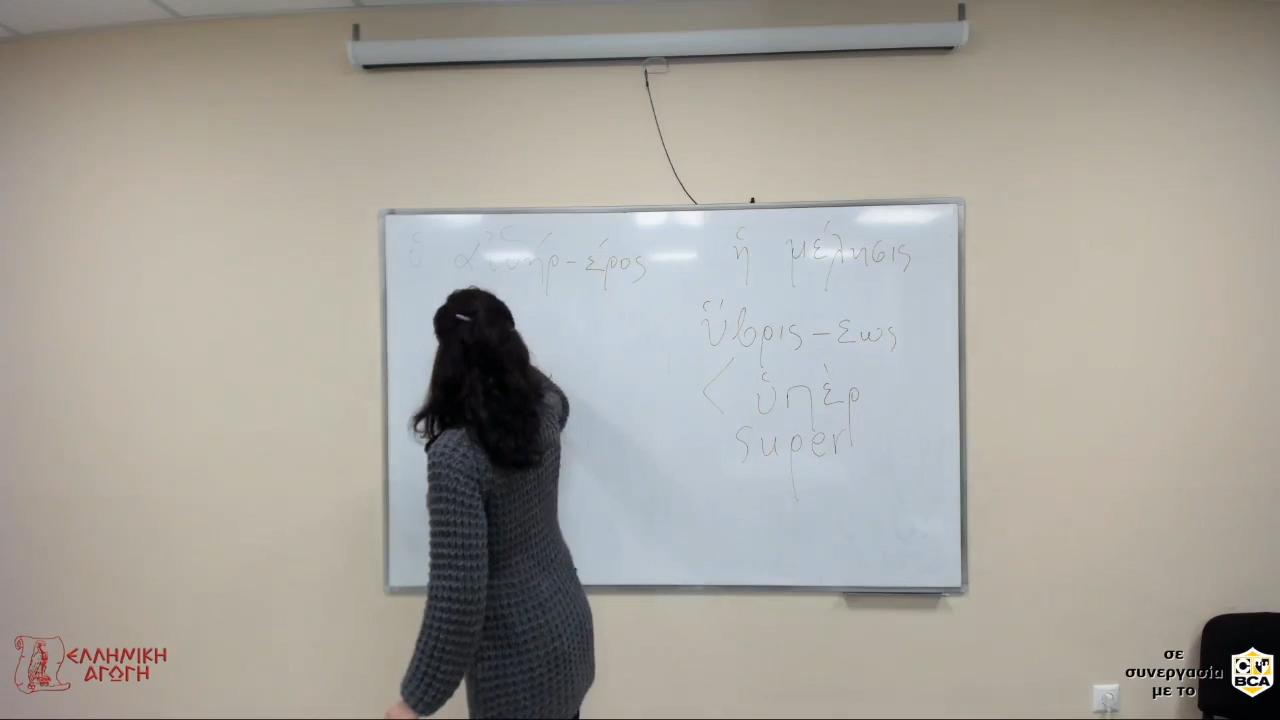 ὁ αἰθήρ-έρος
ἡ μέλησις
ὕβρις-εως
< ὑπὲρ
super
ΕΛΛΗΝΙΚΗ
ΑΓΩΓΗ
σε
συνεργασία
με το
BCA